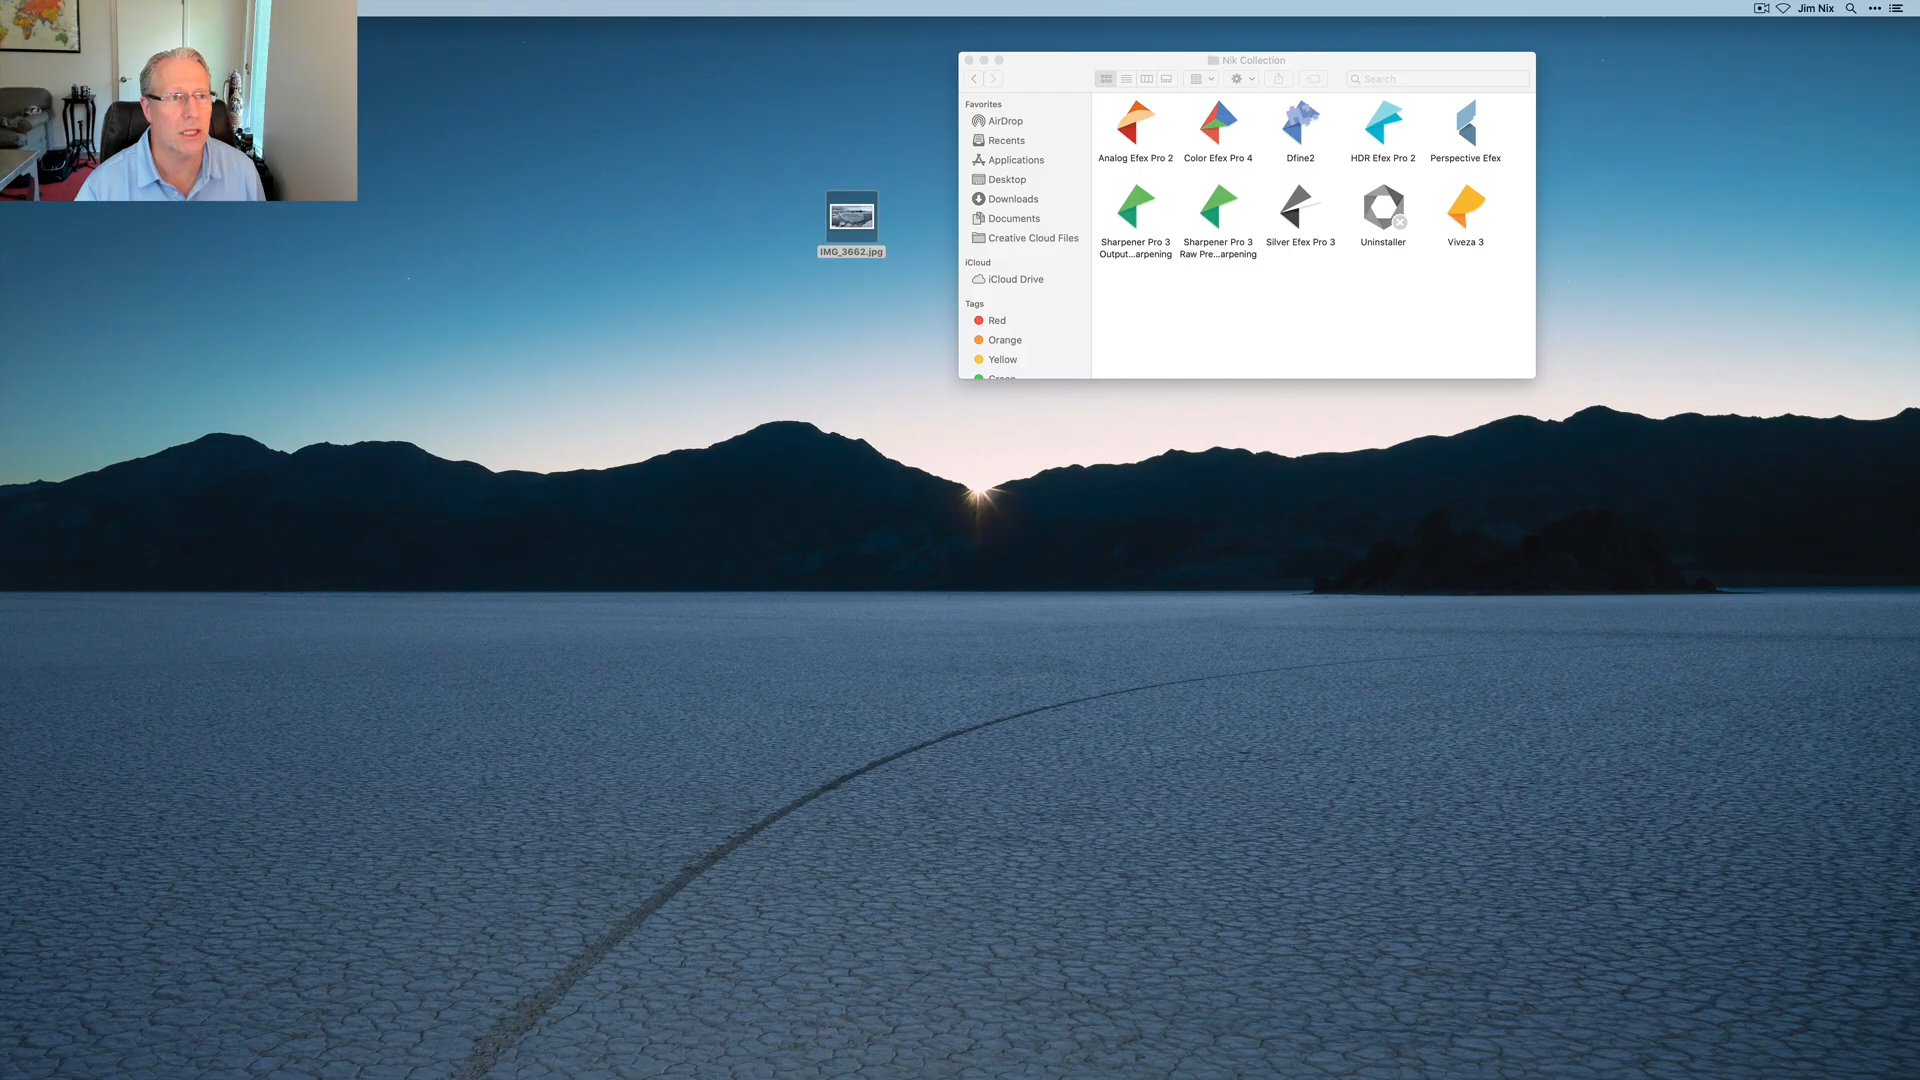 Jim Nix
Nik Collection
Search
Favorites
AirDrop
Recents
Applications
Desktop
Downloads
Documents
Creative Cloud Files
iCloud
iCloud Drive
Tags
Red
Orange
Yellow
Green
Analog Efex Pro 2
Color Efex Pro 4
Dfine2
HDR Efex Pro 2
Perspective Efex
Sharpener Pro 3
Output...arpening
Sharpener Pro 3
Raw Pre...arpening
Silver Efex Pro 3
Uninstaller
Viveza 3
IMG_3662.jpg